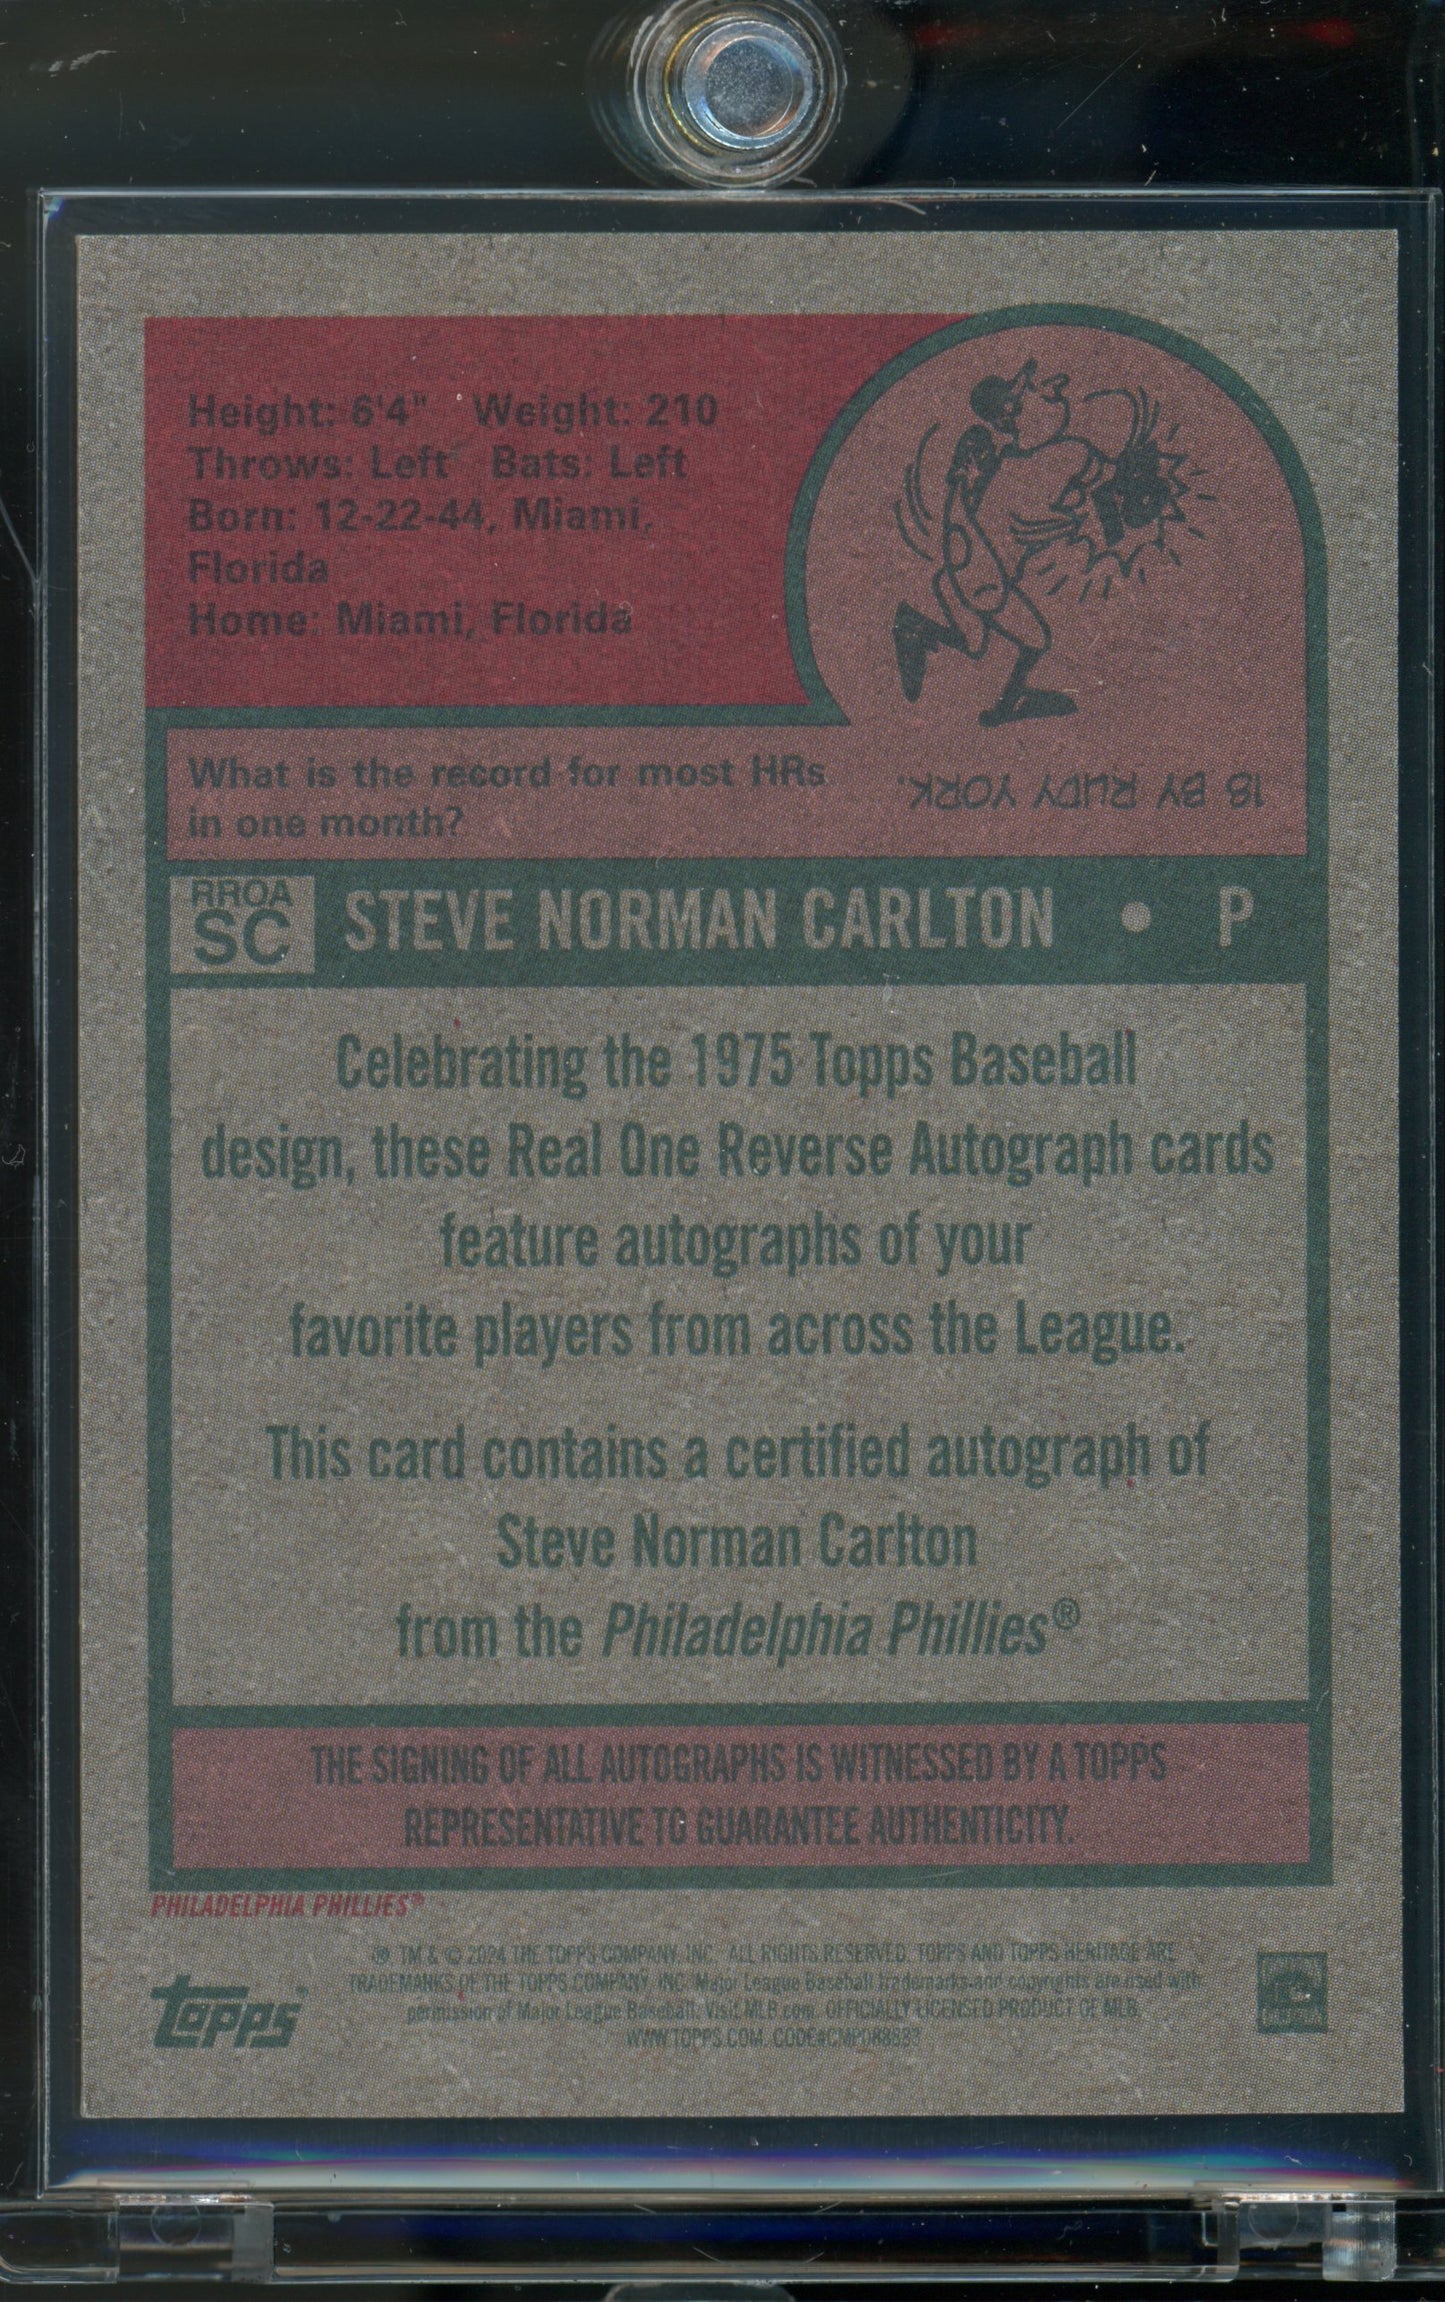 Height: 6'4" Weight: 210
Throws: Left Bats: Left
Born: 12-22-44, Miami,
Florida
Home: Miami, Florida
What is the record for most HRs
in one month?
18 BY RUDY YORK.
RROA
SC
STEVE NORMAN CARLTON • P
Celebrating the 1975 Topps Baseball
design, these Real One Reverse Autograph cards
feature autographs of your
favorite players from across the League.
This card contains a certified autograph of
Steve Norman Carlton
from the Philadelphia Phillies®
THE SIGNING OF ALL AUTOGRAPHS IS WITNESSED BY A TOPPS
REPRESENTATIVE TO GUARANTEE AUTHENTICITY.
PHILADELPHIA PHILLIES®
®, TM & © 2024 THE TOPPS COMPANY, INC. ALL RIGHTS RESERVED. TOPPS AND TOPPS HERITAGE ARE
TRADEMARKS OF THE TOPPS COMPANY, INC. Major League Baseball trademarks and copyrights are used with
permission of Major League Baseball. Visit MLB.com. OFFICIALLY LICENSED PRODUCT OF MLB.
WWW.TOPPS.COM. CODE#CMP088883
topps